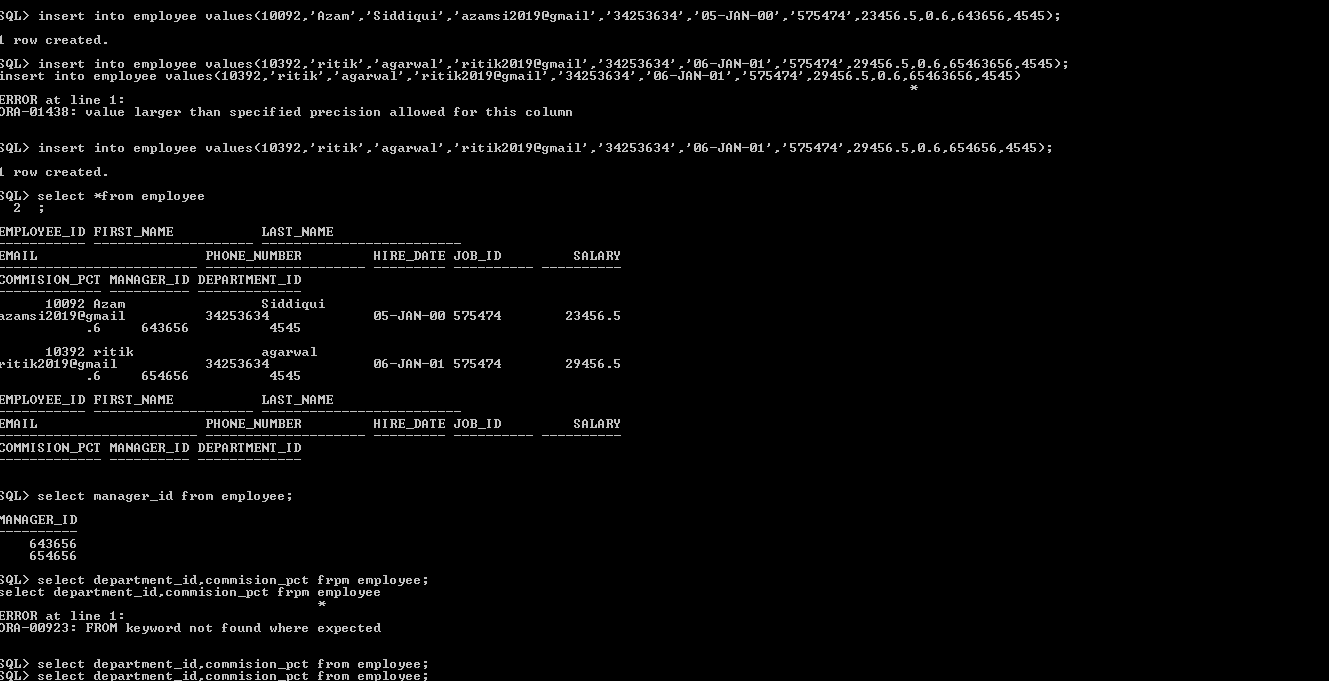 SQL> insert into employee values(10092,'Azam','Siddiqui','azamsi2019@gmail','34253634','05-JAN-00','575474',23456.5,0.6,643656,4545);
1 row created.
SQL> insert into employee values(10392,'ritik','agarwal','ritik2019@gmail','34253634','06-JAN-01','575474',29456.5,0.6,65463656,4545);
insert into employee values(10392,'ritik','agarwal','ritik2019@gmail','34253634','06-JAN-01','575474',29456.5,0.6,65463656,4545)
*
ERROR at line 1:
ORA-01438: value larger than specified precision allowed for this column
SQL> insert into employee values(10392,'ritik','agarwal','ritik2019@gmail','34253634','06-JAN-01','575474',29456.5,0.6,654656,4545);
1 row created.
SQL> select *from employee
2 ;
EMPLOYEE_ID FIRST_NAME LAST_NAME
----------- -------------------- -------------------------
EMAIL PHONE_NUMBER HIRE_DATE JOB_ID SALARY
------------------------- -------------------- --------- ---------- ----------
COMMISION_PCT MANAGER_ID DEPARTMENT_ID
------------- ---------- -------------
10092 Azam Siddiqui
azamsi2019@gmail 34253634 05-JAN-00 575474 23456.5
.6 643656 4545
10392 ritik agarwal
ritik2019@gmail 34253634 06-JAN-01 575474 29456.5
.6 654656 4545
EMPLOYEE_ID FIRST_NAME LAST_NAME
----------- -------------------- -------------------------
EMAIL PHONE_NUMBER HIRE_DATE JOB_ID SALARY
------------------------- -------------------- --------- ---------- ----------
COMMISION_PCT MANAGER_ID DEPARTMENT_ID
------------- ---------- -------------
SQL> select manager_id from employee;
MANAGER_ID
----------
643656
654656
SQL> select department_id,commision_pct frpm employee;
select department_id,commision_pct frpm employee
*
ERROR at line 1:
ORA-00923: FROM keyword not found where expected
SQL> select department_id,commision_pct from employee;
SQL> select department_id,commision_pct from employee;